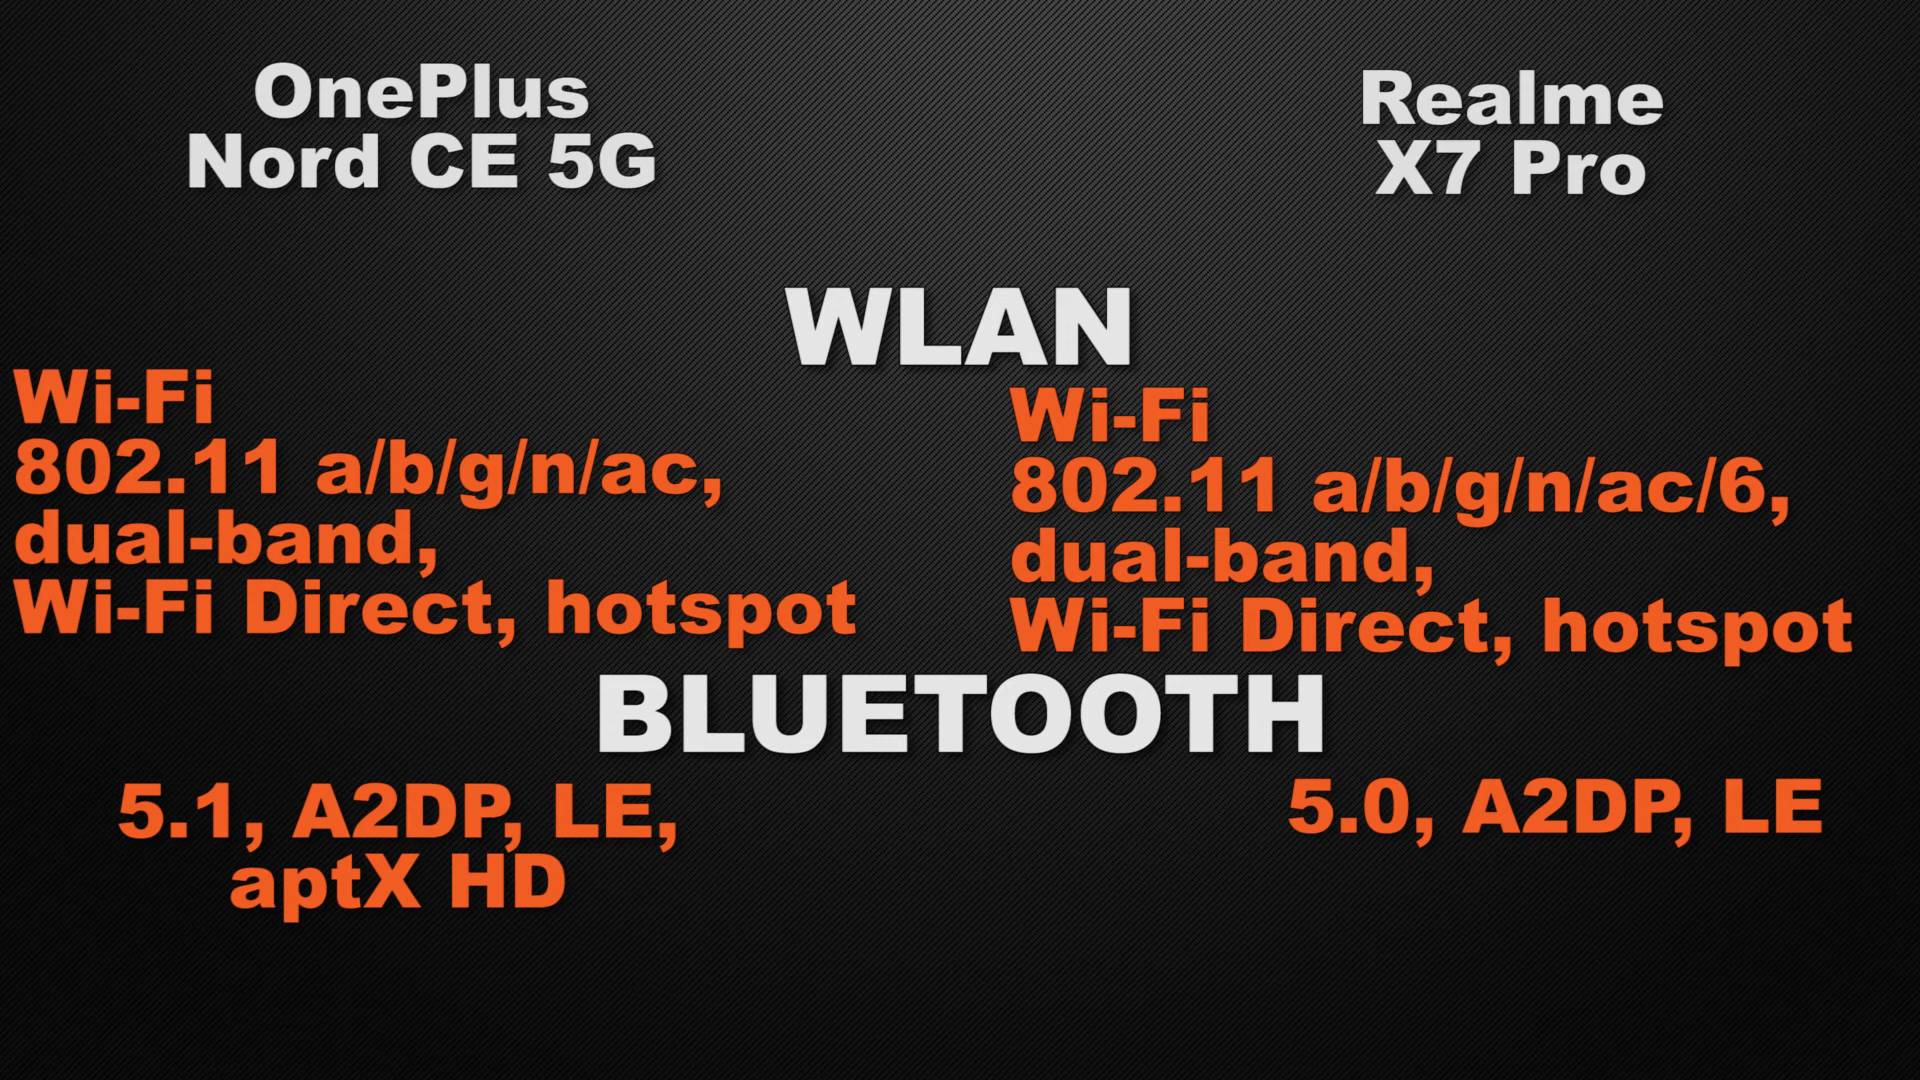 OnePlus
Nord CE 5G
Realme
X7 Pro
WLAN
Wi-Fi
802.11 a/b/g/n/ac,
dual-band,
Wi-Fi Direct, hotspot
Wi-Fi
802.11 a/b/g/n/ac/6,
dual-band,
Wi-Fi Direct, hotspot
BLUETOOTH
5.1, A2DP, LE,
aptX HD
5.0, A2DP, LE